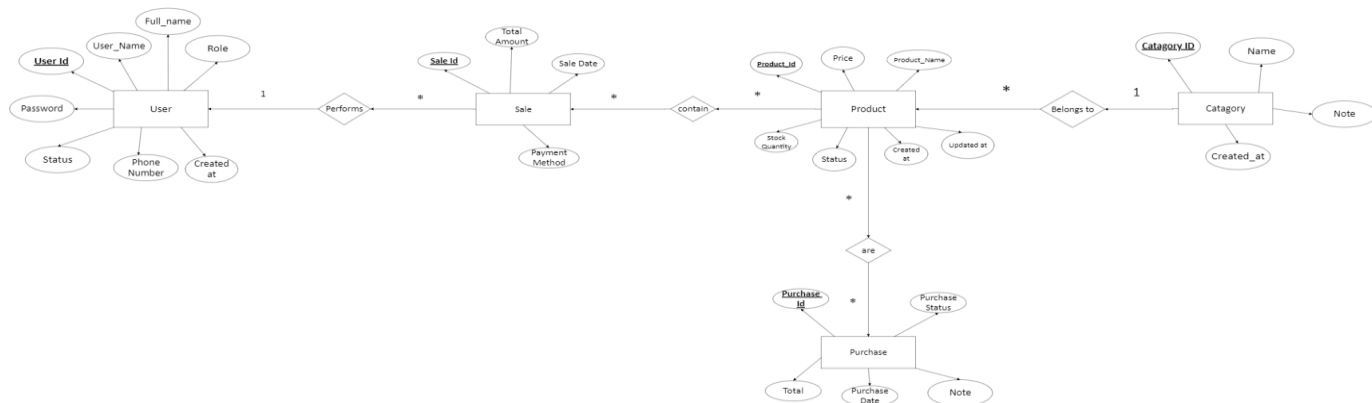 Full_name
User_Name
Role
User Id
Password
User
Status
Phone
Number
Created
at
1
Performs
*
Total
Amount
Sale Id
Sale Date
Sale
Payment
Method
*
contain
*
Price
Product_Id
Product_Name
Product
Stock
Quantity
Status
Created
at
Updated at
*
Belongs to
1
Catagory ID
Name
Catagory
Note
Created_at
*
are
*
Purchase
Id
Purchase
Status
Purchase
Total
Purchase
Date
Note